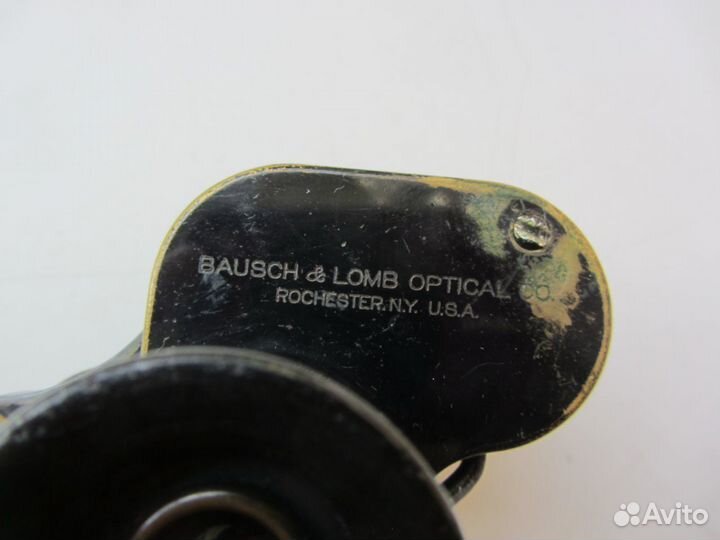 BAUSCH & LOMB OPTICAL CO.
ROCHESTER. N.Y. U.S.A.
Avito